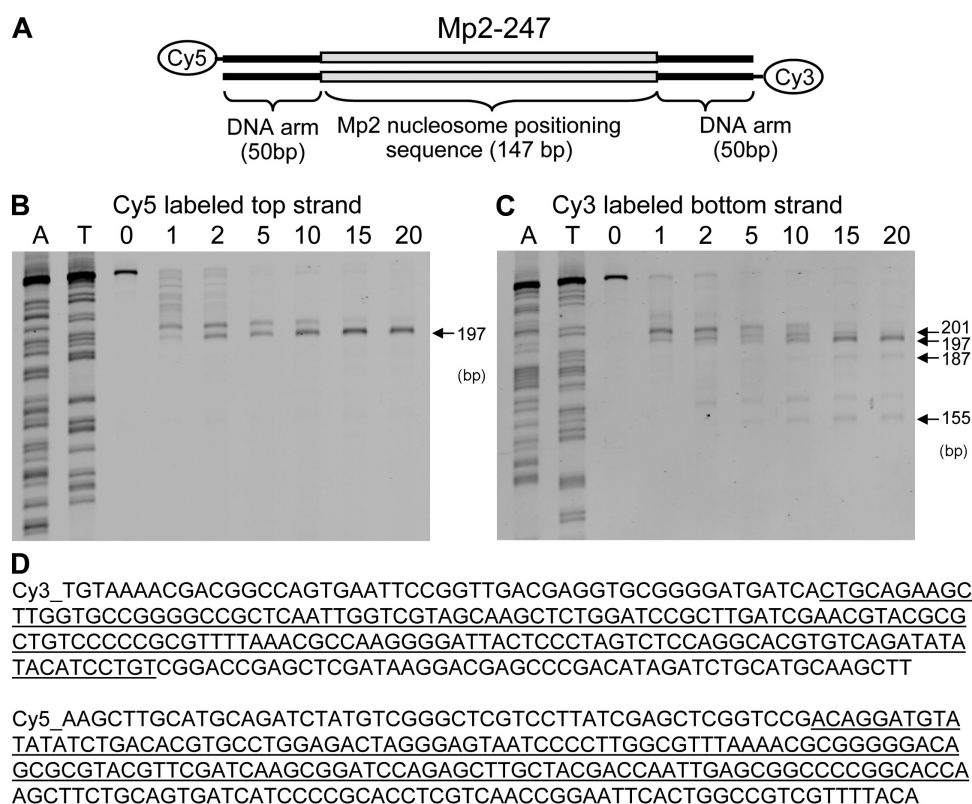 A
Mp2-247
Cy5
Cy3
DNA arm
(50bp)
Mp2 nucleosome positioning
sequence (147 bp)
DNA arm
(50bp)
B Cy5 labeled top strand
A T 0 1 2 5 10 15 20
197
(bp)
C Cy3 labeled bottom strand
A T 0 1 2 5 10 15 20
201
197
187
155
(bp)
D
Cy3_TGTAAAACGACGGCCAGTGAATTCCGGTTGACGAGGTGCGGGGATGATCACTGCAGAAGC
TTGGTGCCGGGGCCGCTCAATTGGTCGTAGCAAGCTCTGGATCCGCTTGATCGAACGTACGCG
CTGTCCCCCGCGTTTTAAACGCCAAGGGGATTACTCCCTAGTCTCCAGGCACGTGTCAGATATA
TACATCCTGTCGGACCGAGCTCGATAAGGACGAGCCCGACATAGATCTGCATGCAAGCTT
Cy5_AAGCTTGCATGCAGATCTATGTCGGGCTCGTCCTTATCGAGCTCGGTCCGACAGGATGTA
TATATCTGACACGTGCCTGGAGACTAGGGAGTAATCCCCTTGGCGTTTAAAACGCGGGGGACA
GCGCGTACGTTCGATCAAGCGGATCCAGAGCTTGCTACGACCAATTGAGCGGCCCCGGCACCA
AGCTTCTGCAGTGATCATCCCCGCACCTCGTCAACCGGAATTCACTGGCCGTCGTTTTACA